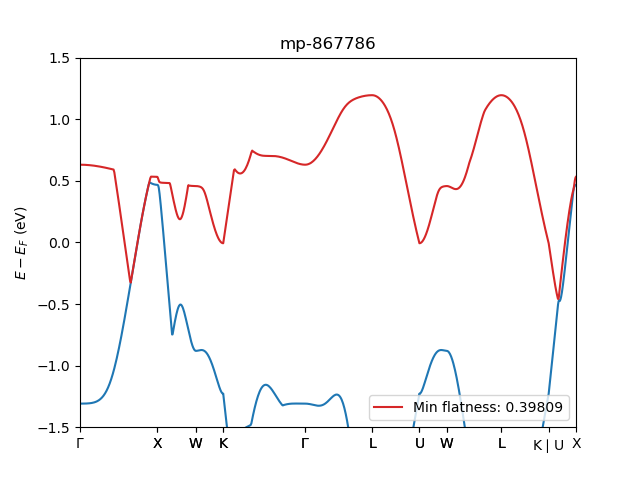 mp-867786
1.5
1.0
0.5
0.0
−0.5
−1.0
−1.5
E − E_F (eV)
Min flatness: 0.39809
Γ X W K Γ L U W L K | U X